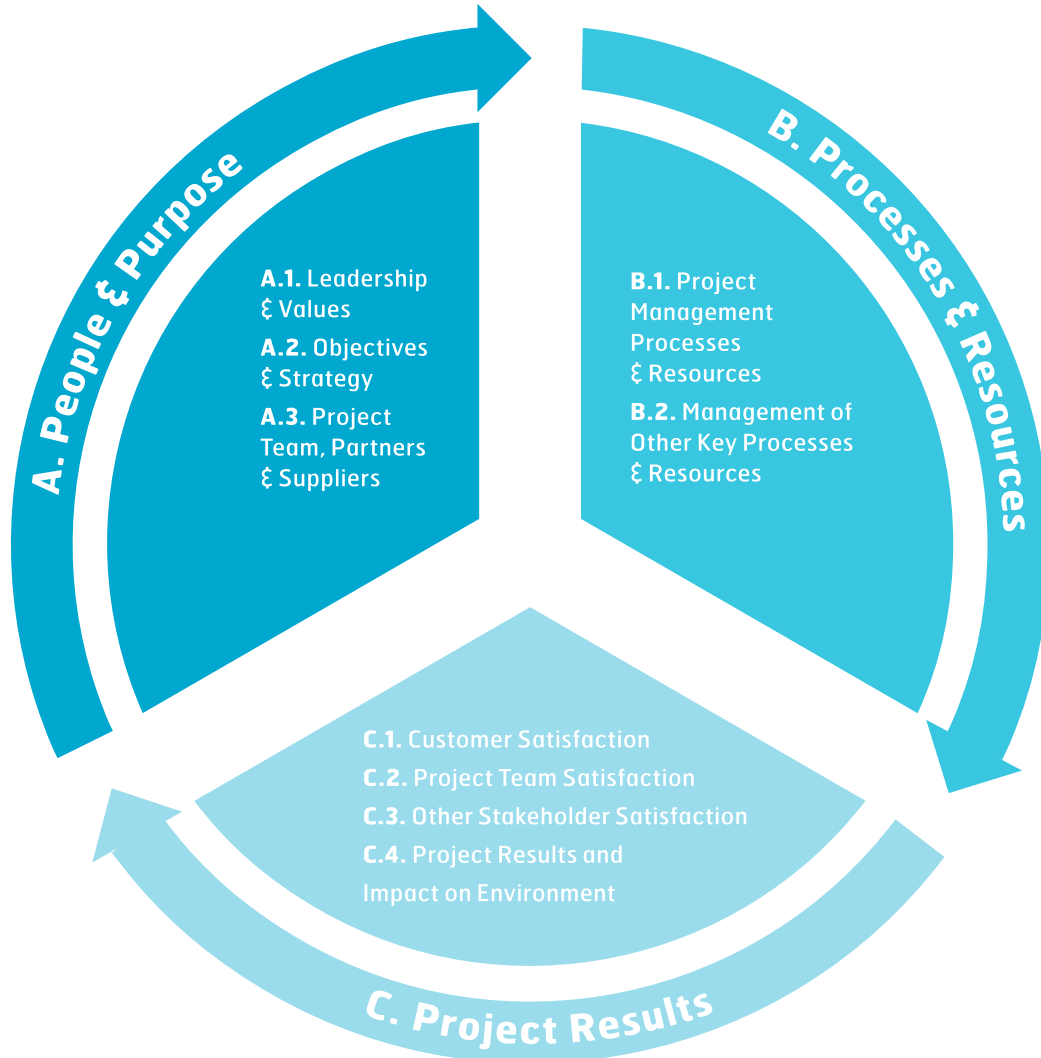 A. People & Purpose
A.1. Leadership
& Values
A.2. Objectives
& Strategy
A.3. Project
Team, Partners
& Suppliers
B. Processes & Resources
B.1. Project
Management
Processes
& Resources
B.2. Management of
Other Key Processes
& Resources
C.1. Customer Satisfaction
C.2. Project Team Satisfaction
C.3. Other Stakeholder Satisfaction
C.4. Project Results and
Impact on Environment
C. Project Results